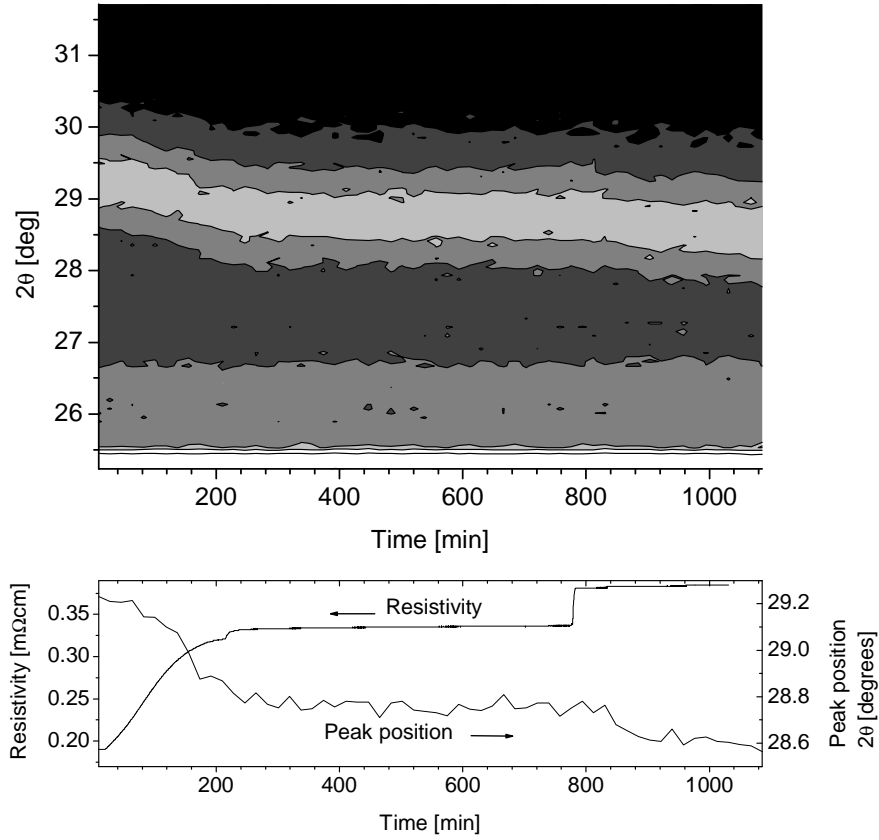 31
30
29
28
27
26
2θ [deg]
200 400 600 800 1000
Time [min]
0.35
0.30
0.25
0.20
Resistivity [mΩcm]
Resistivity
Peak position
29.2
29.0
28.8
28.6
Peak position
2θ [degrees]
200 400 600 800 1000
Time [min]